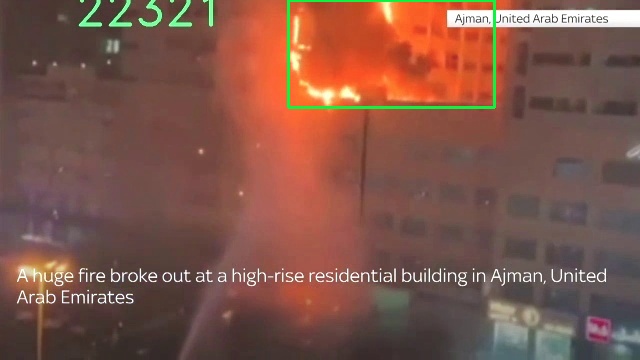 22321
Ajman, United Arab Emirates
A huge fire broke out at a high-rise residential building in Ajman, United
Arab Emirates